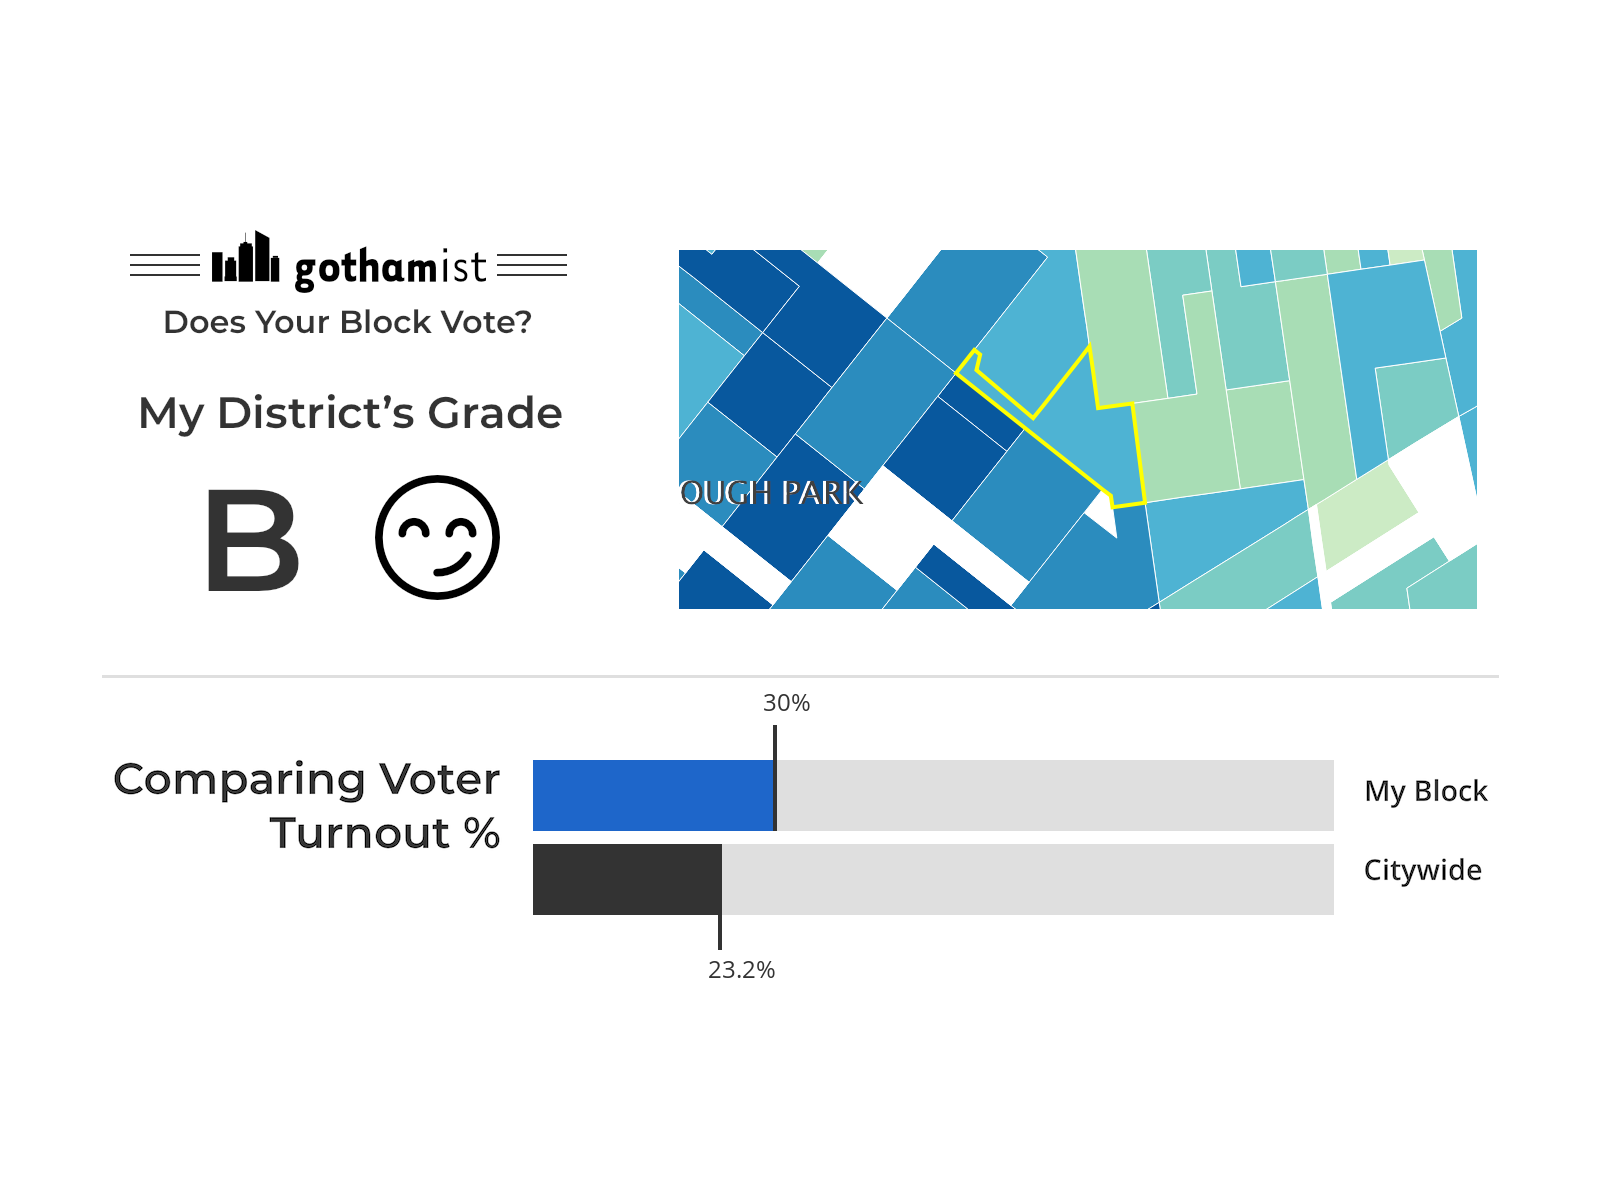 gothamist
Does Your Block Vote?
My District’s Grade
B
OUGH PARK
30%
Comparing Voter
Turnout %
My Block
Citywide
23.2%